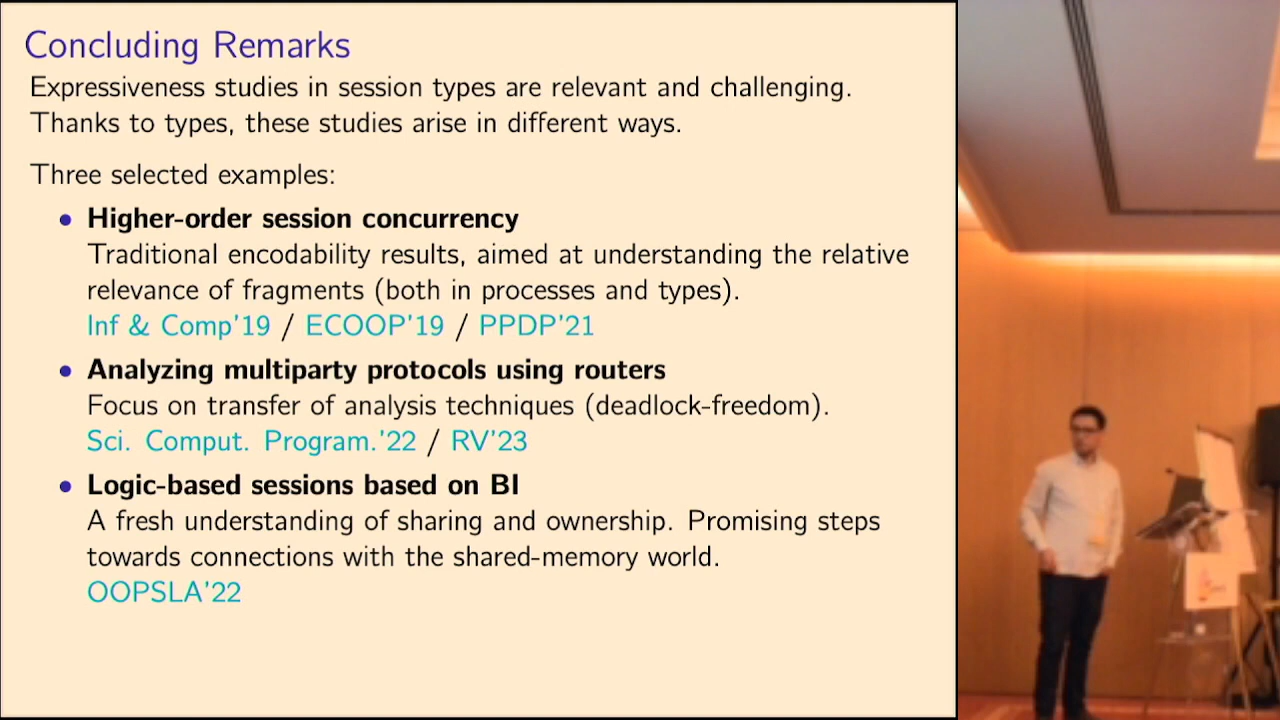 Concluding Remarks
Expressiveness studies in session types are relevant and challenging.
Thanks to types, these studies arise in different ways.
Three selected examples:
• Higher-order session concurrency
Traditional encodability results, aimed at understanding the relative
relevance of fragments (both in processes and types).
Inf & Comp'19 / ECOOP'19 / PPDP'21
• Analyzing multiparty protocols using routers
Focus on transfer of analysis techniques (deadlock-freedom).
Sci. Comput. Program.'22 / RV'23
• Logic-based sessions based on BI
A fresh understanding of sharing and ownership. Promising steps
towards connections with the shared-memory world.
OOPSLA'22